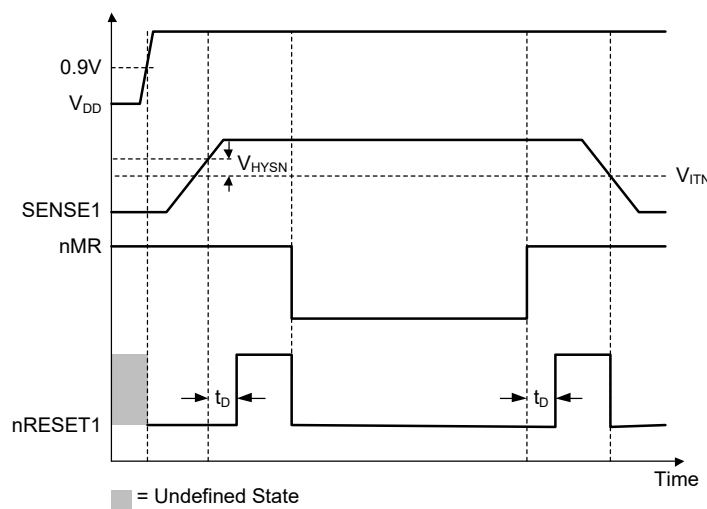 0.9V
VDD
VHYSN
VITN
SENSE1
nMR
tD
tD
nRESET1
Time
= Undefined State